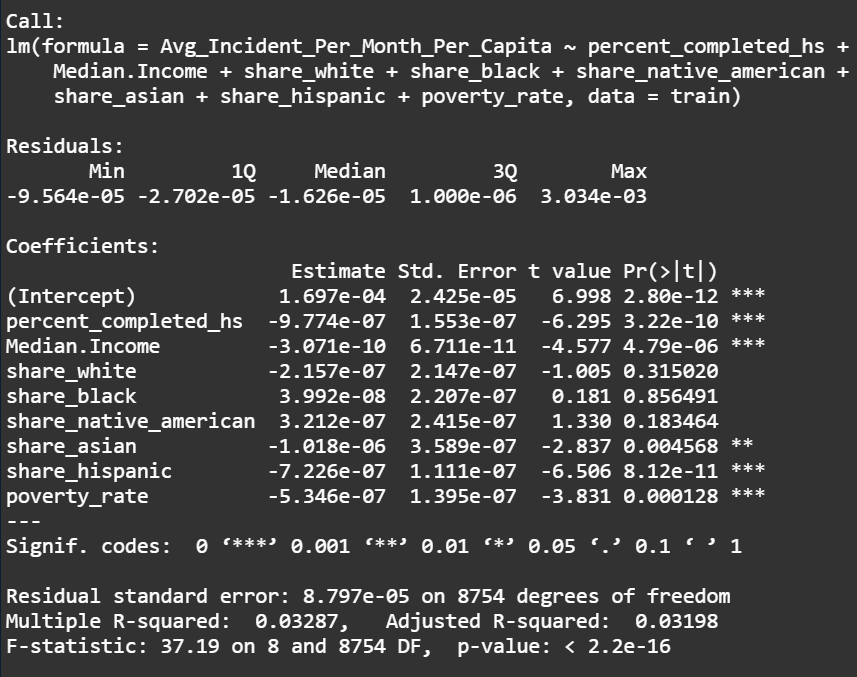 Call:
lm(formula = Avg_Incident_Per_Month_Per_Capita ~ percent_completed_hs +
    Median.Income + share_white + share_black + share_native_american +
    share_asian + share_hispanic + poverty_rate, data = train)

Residuals:
       Min         1Q     Median         3Q        Max
-9.564e-05 -2.702e-05 -1.626e-05  1.000e-06  3.034e-03

Coefficients:
                        Estimate Std. Error t value Pr(>|t|)
(Intercept)            1.697e-04  2.425e-05   6.998 2.80e-12 ***
percent_completed_hs  -9.774e-07  1.553e-07  -6.295 3.22e-10 ***
Median.Income         -3.071e-10  6.711e-11  -4.577 4.79e-06 ***
share_white           -2.157e-07  2.147e-07  -1.005 0.315020
share_black            3.992e-08  2.207e-07   0.181 0.856491
share_native_american  3.212e-07  2.415e-07   1.330 0.183464
share_asian           -1.018e-06  3.589e-07  -2.837 0.004568 **
share_hispanic        -7.226e-07  1.111e-07  -6.506 8.12e-11 ***
poverty_rate          -5.346e-07  1.395e-07  -3.831 0.000128 ***
---
Signif. codes:  0 ‘***’ 0.001 ‘**’ 0.01 ‘*’ 0.05 ‘.’ 0.1 ‘ ’ 1

Residual standard error: 8.797e-05 on 8754 degrees of freedom
Multiple R-squared:  0.03287,   Adjusted R-squared:  0.03198
F-statistic: 37.19 on 8 and 8754 DF,  p-value: < 2.2e-16